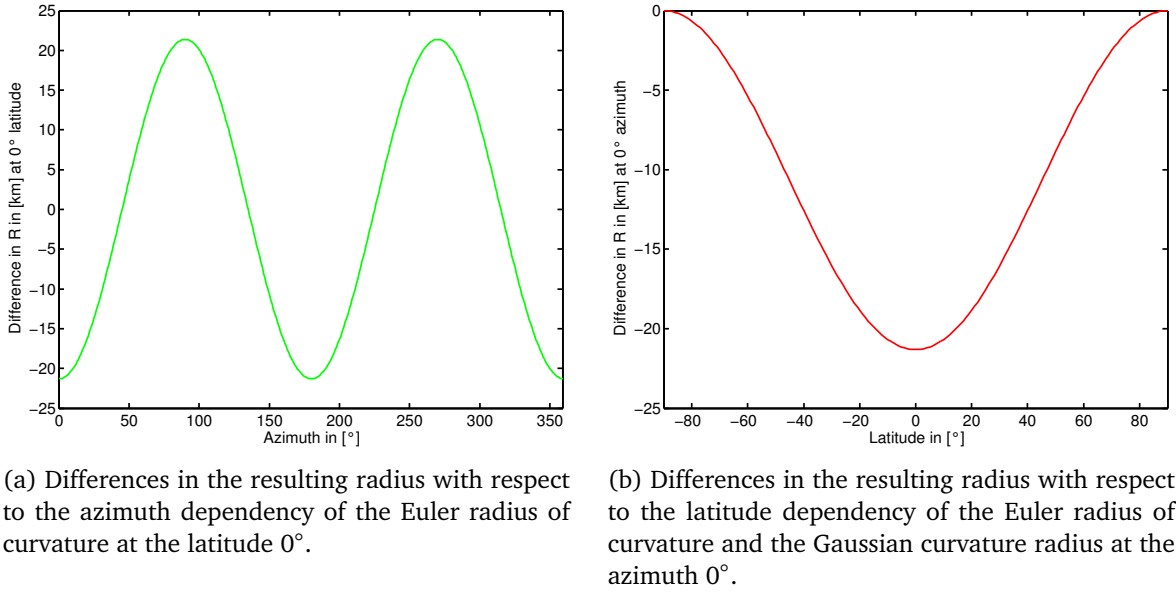 25
20
15
10
5
0
−5
−10
−15
−20
−25
0 50 100 150 200 250 300 350
Azimuth in [°]
Difference in R in [km] at 0° latitude
0
−5
−10
−15
−20
−25
−80 −60 −40 −20 0 20 40 60 80
Latitude in [°]
Difference in R in [km] at 0° azimuth
(a) Differences in the resulting radius with respect
to the azimuth dependency of the Euler radius of
curvature at the latitude 0°.
(b) Differences in the resulting radius with respect
to the latitude dependency of the Euler radius of
curvature and the Gaussian curvature radius at the
azimuth 0°.